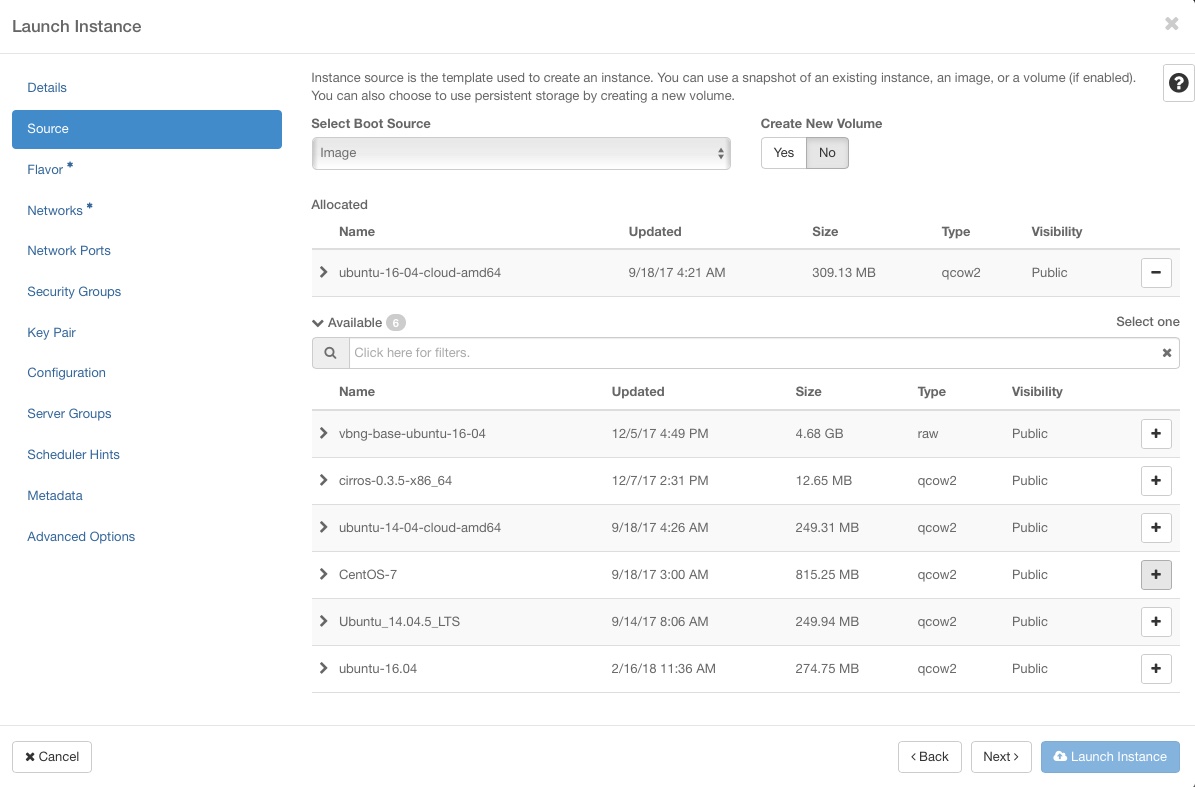 Launch Instance
Details
Source
Flavor *
Networks *
Network Ports
Security Groups
Key Pair
Configuration
Server Groups
Scheduler Hints
Metadata
Advanced Options
Instance source is the template used to create an instance. You can use a snapshot of an existing instance, an image, or a volume (if enabled).
You can also choose to use persistent storage by creating a new volume.
Select Boot Source
Create New Volume
Image
Yes No
Allocated
Name Updated Size Type Visibility
ubuntu-16-04-cloud-amd64 9/18/17 4:21 AM 309.13 MB qcow2 Public
Available 6
Select one
Click here for filters.
Name Updated Size Type Visibility
vbng-base-ubuntu-16-04 12/5/17 4:49 PM 4.68 GB raw Public
cirros-0.3.5-x86_64 12/7/17 2:31 PM 12.65 MB qcow2 Public
ubuntu-14-04-cloud-amd64 9/18/17 4:26 AM 249.31 MB qcow2 Public
CentOS-7 9/18/17 3:00 AM 815.25 MB qcow2 Public
Ubuntu_14.04.5_LTS 9/14/17 8:06 AM 249.94 MB qcow2 Public
ubuntu-16.04 2/16/18 11:36 AM 274.75 MB qcow2 Public
Cancel
‹ Back
Next ›
Launch Instance